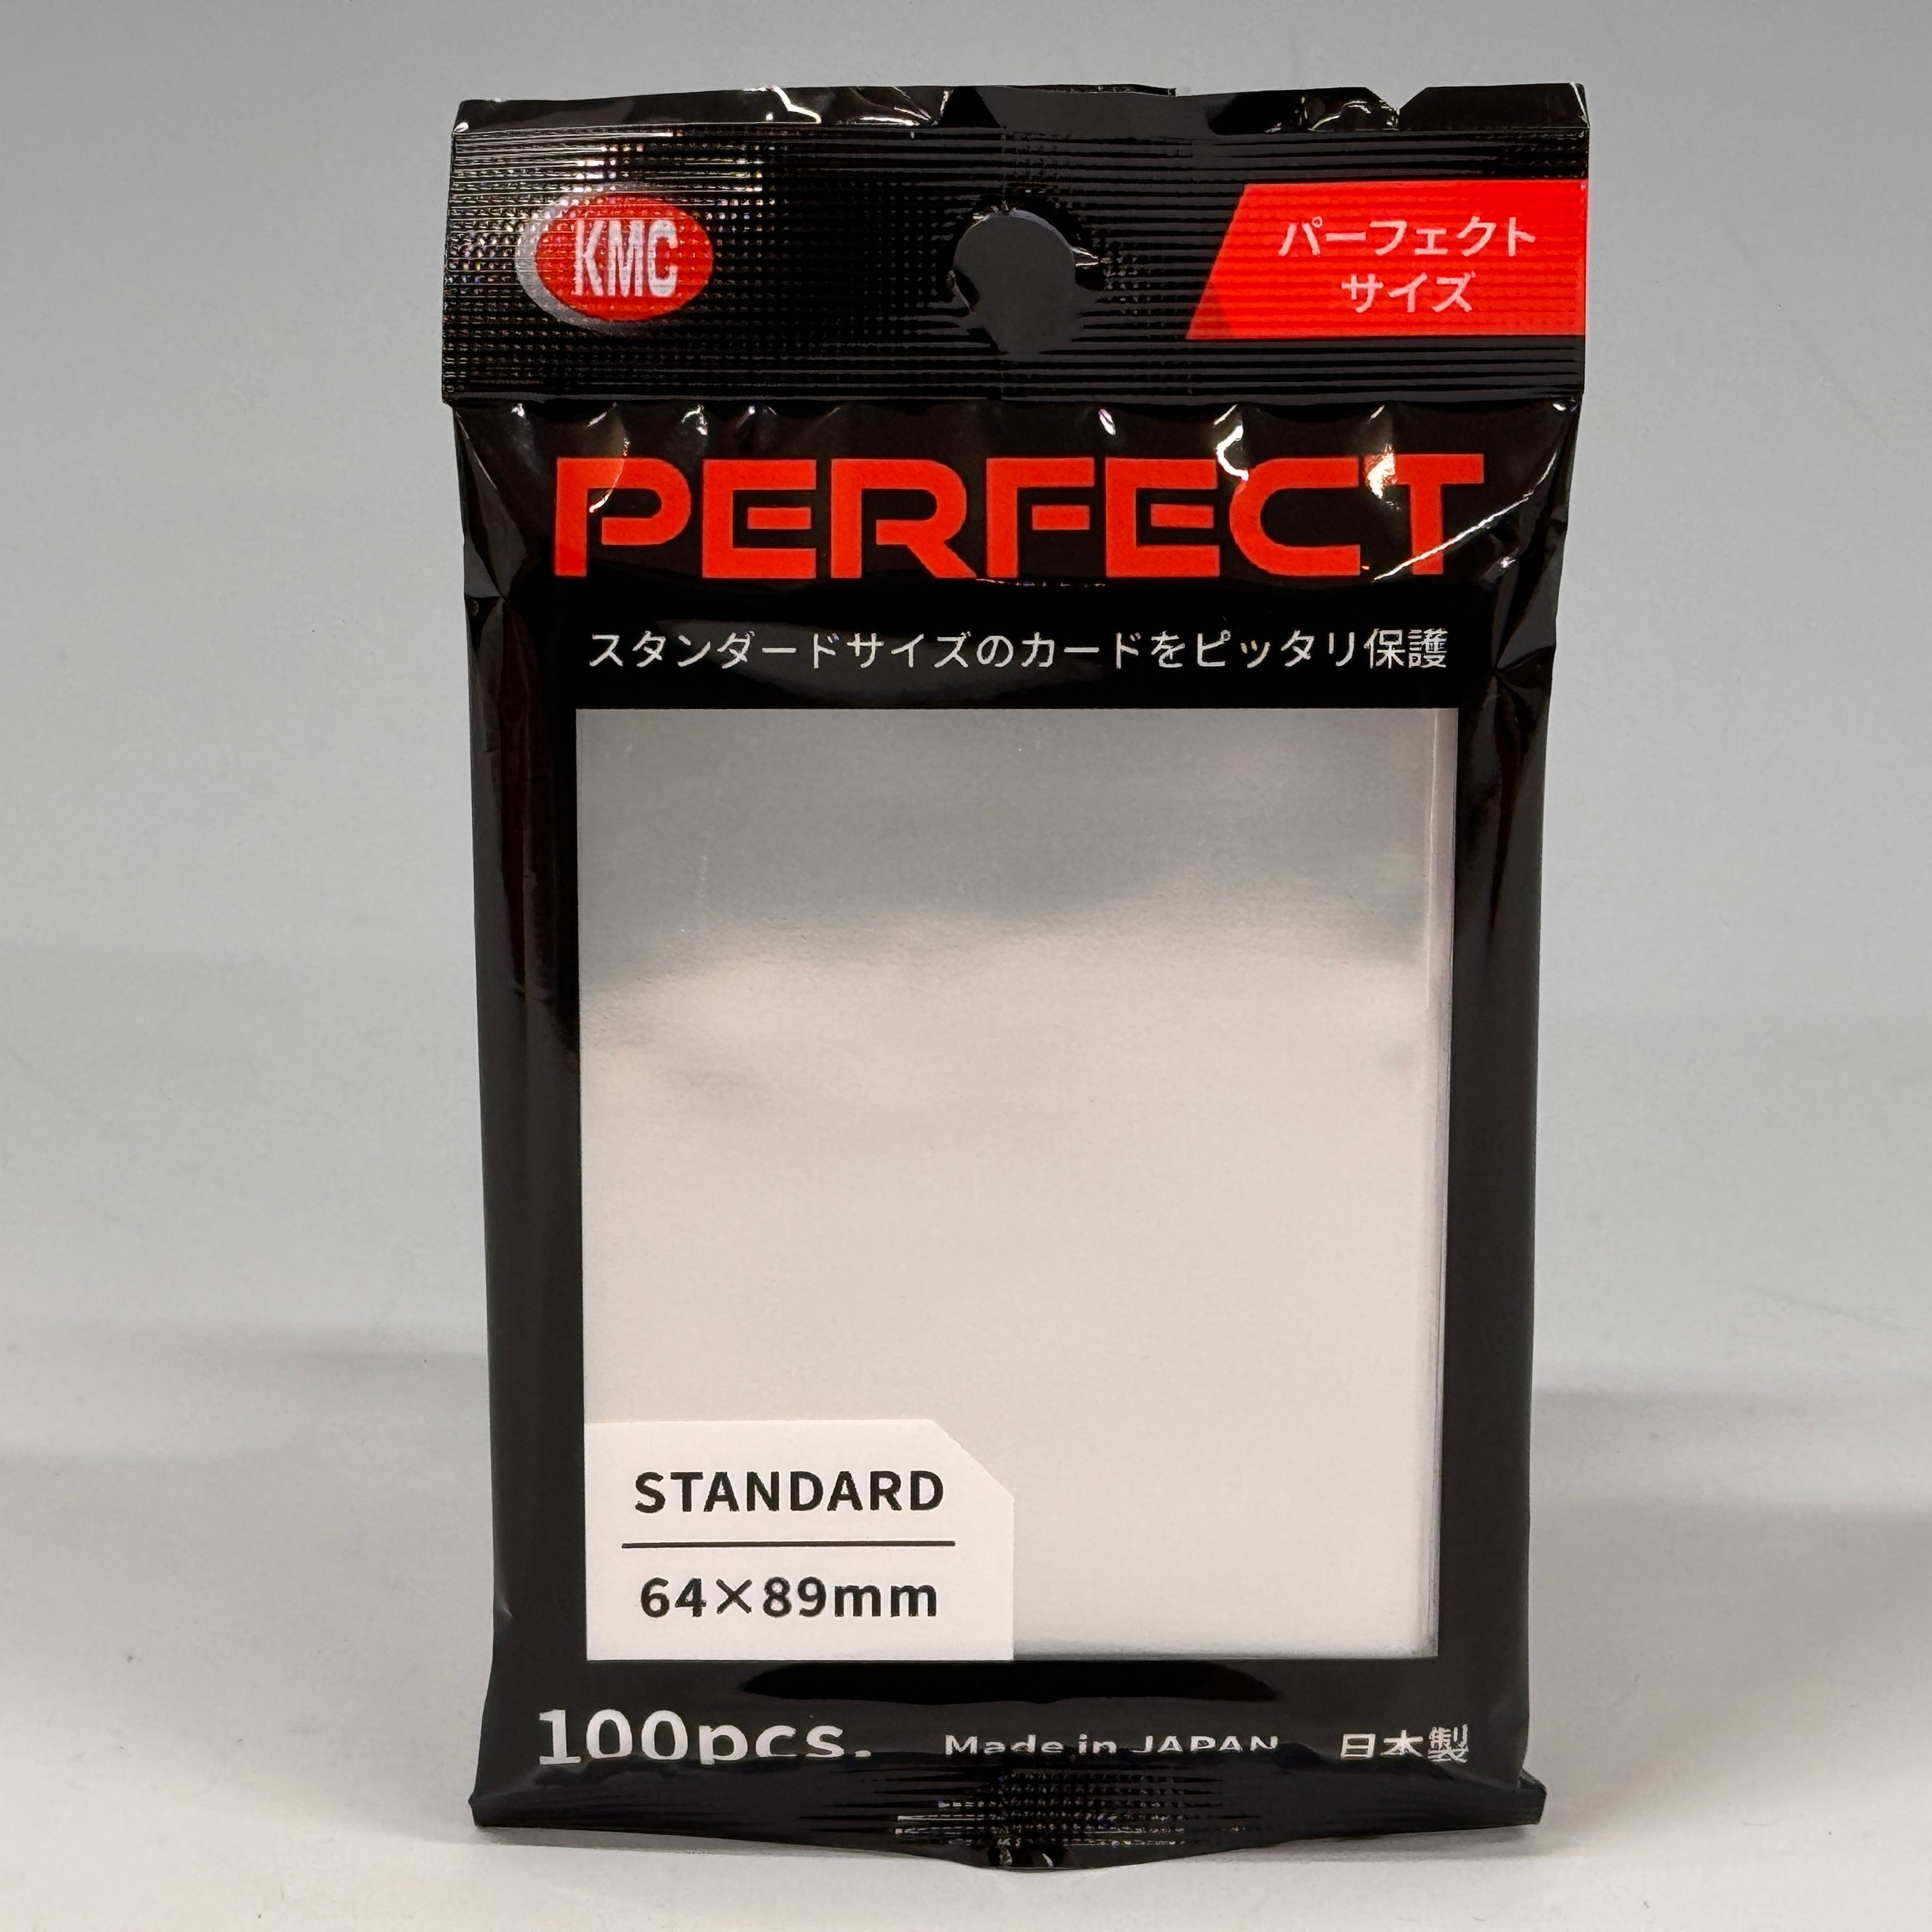 KMC
パーフェクト
サイズ
PERFECT
スタンダードサイズのカードをピッタリ保護
STANDARD
64×89mm
100pcs. Made in JAPAN 日本製